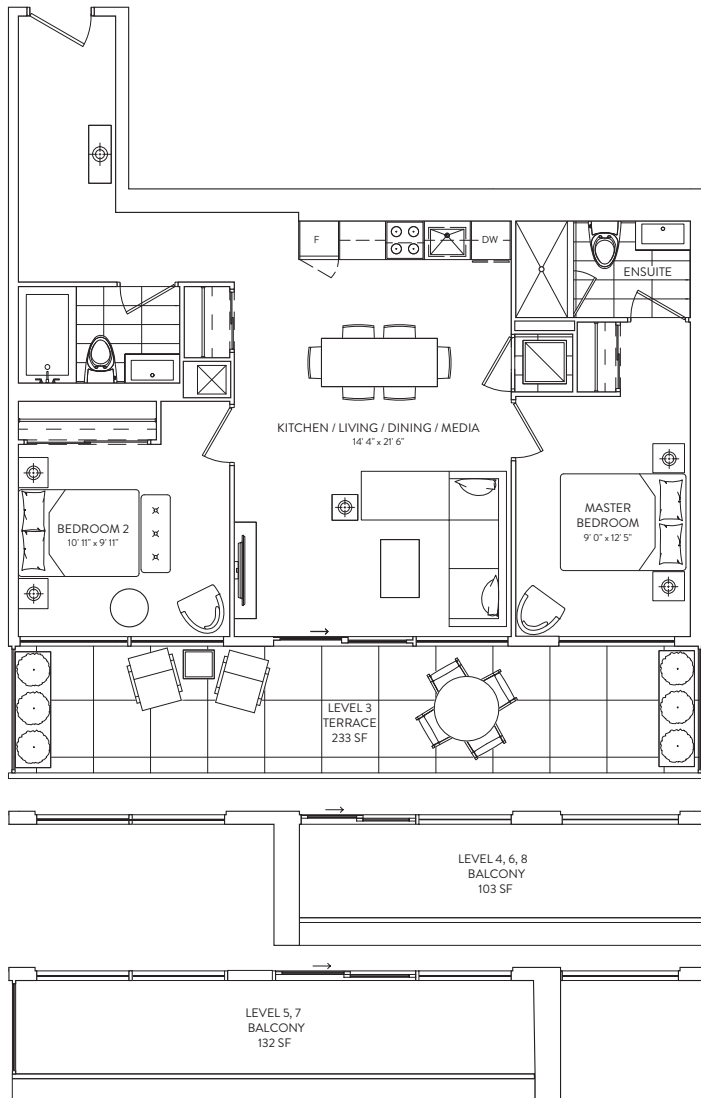 F
DW
ENSUITE
KITCHEN / LIVING / DINING / MEDIA
14' 4" x 21' 6"
BEDROOM 2
10' 11" x 9' 11"
MASTER
BEDROOM
9' 0" x 12' 5"
LEVEL 3
TERRACE
233 SF
LEVEL 4, 6, 8
BALCONY
103 SF
LEVEL 5, 7
BALCONY
132 SF